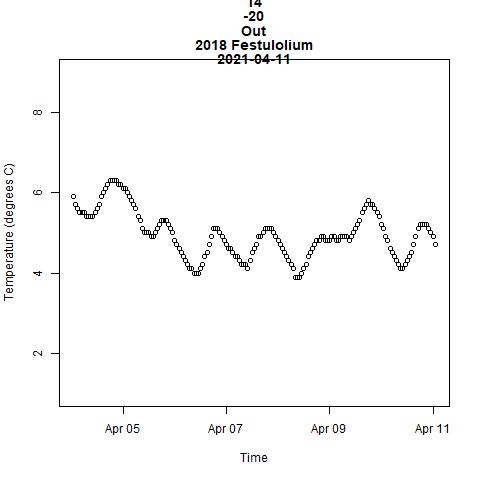 14
-20
Out
2018 Festulolium
2021-04-11
Temperature (degrees C)
8
6
4
2
Apr 05
Apr 07
Apr 09
Apr 11
Time